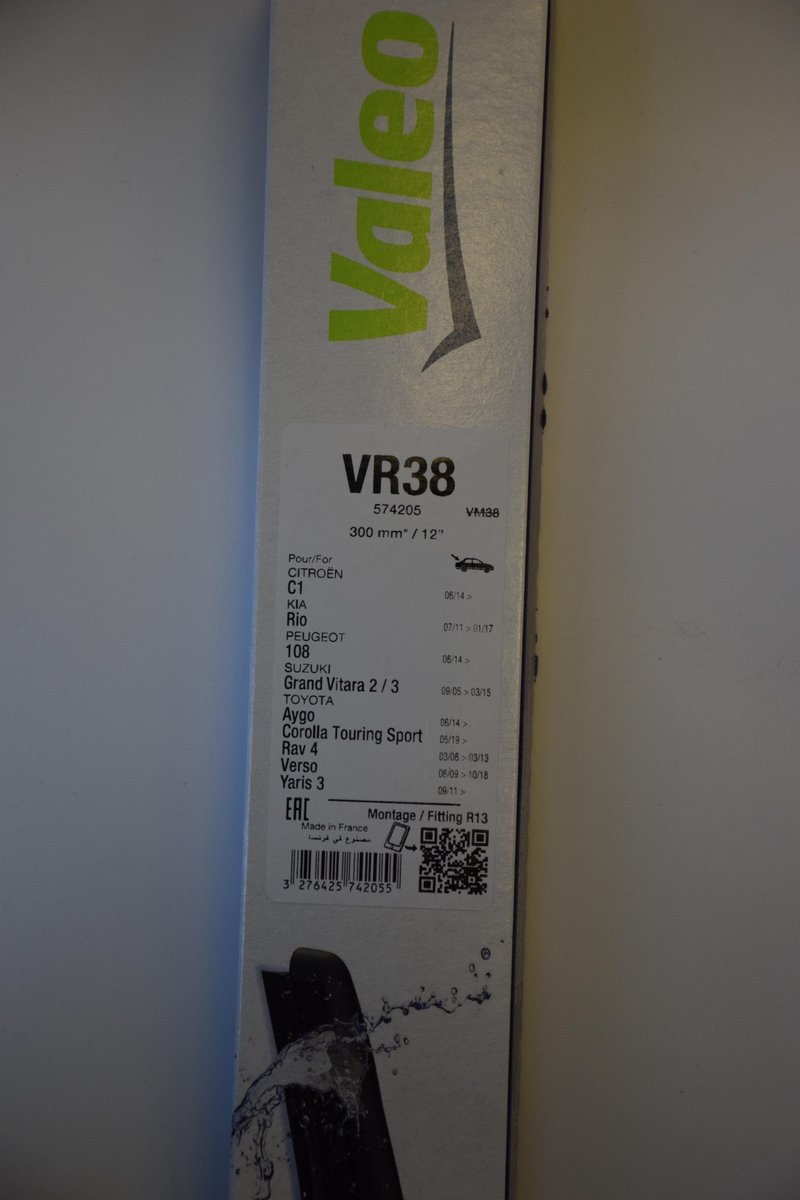 Valeo
VR38
574205 VM38
300 mm* / 12"
Pour/For
CITROËN
C1 06/14 >
KIA
Rio 07/11 > 01/17
PEUGEOT
108 06/14 >
SUZUKI
Grand Vitara 2 / 3 09/05 > 03/15
TOYOTA
Aygo 06/14 >
Corolla Touring Sport 05/19 >
Rav 4 03/06 > 03/13
Verso 06/09 > 10/18
Yaris 3 09/11 >
EAC Montage / Fitting R13
Made in France
مصنوع في فرنسا
3 276425 742055